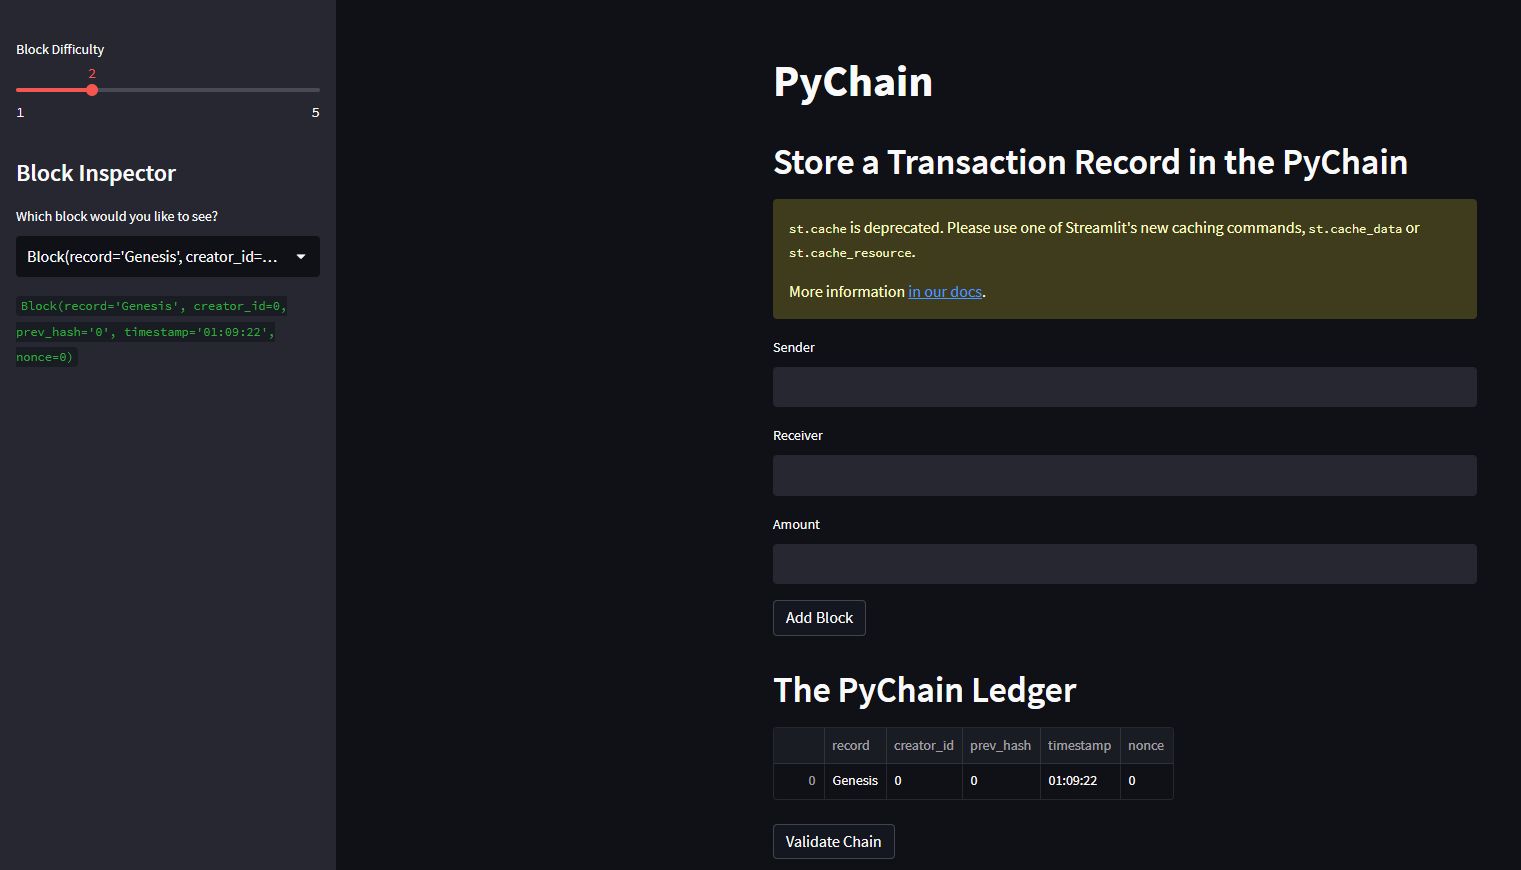 Block Difficulty
2
1 5
Block Inspector
Which block would you like to see?
Block(record='Genesis', creator_id=...
Block(record='Genesis', creator_id=0,
prev_hash='0', timestamp='01:09:22',
nonce=0)
PyChain
Store a Transaction Record in the PyChain
st.cache is deprecated. Please use one of Streamlit's new caching commands, st.cache_data or
st.cache_resource.
More information in our docs.
Sender
Receiver
Amount
Add Block
The PyChain Ledger
record creator_id prev_hash timestamp nonce
0 Genesis 0 0 01:09:22 0
Validate Chain